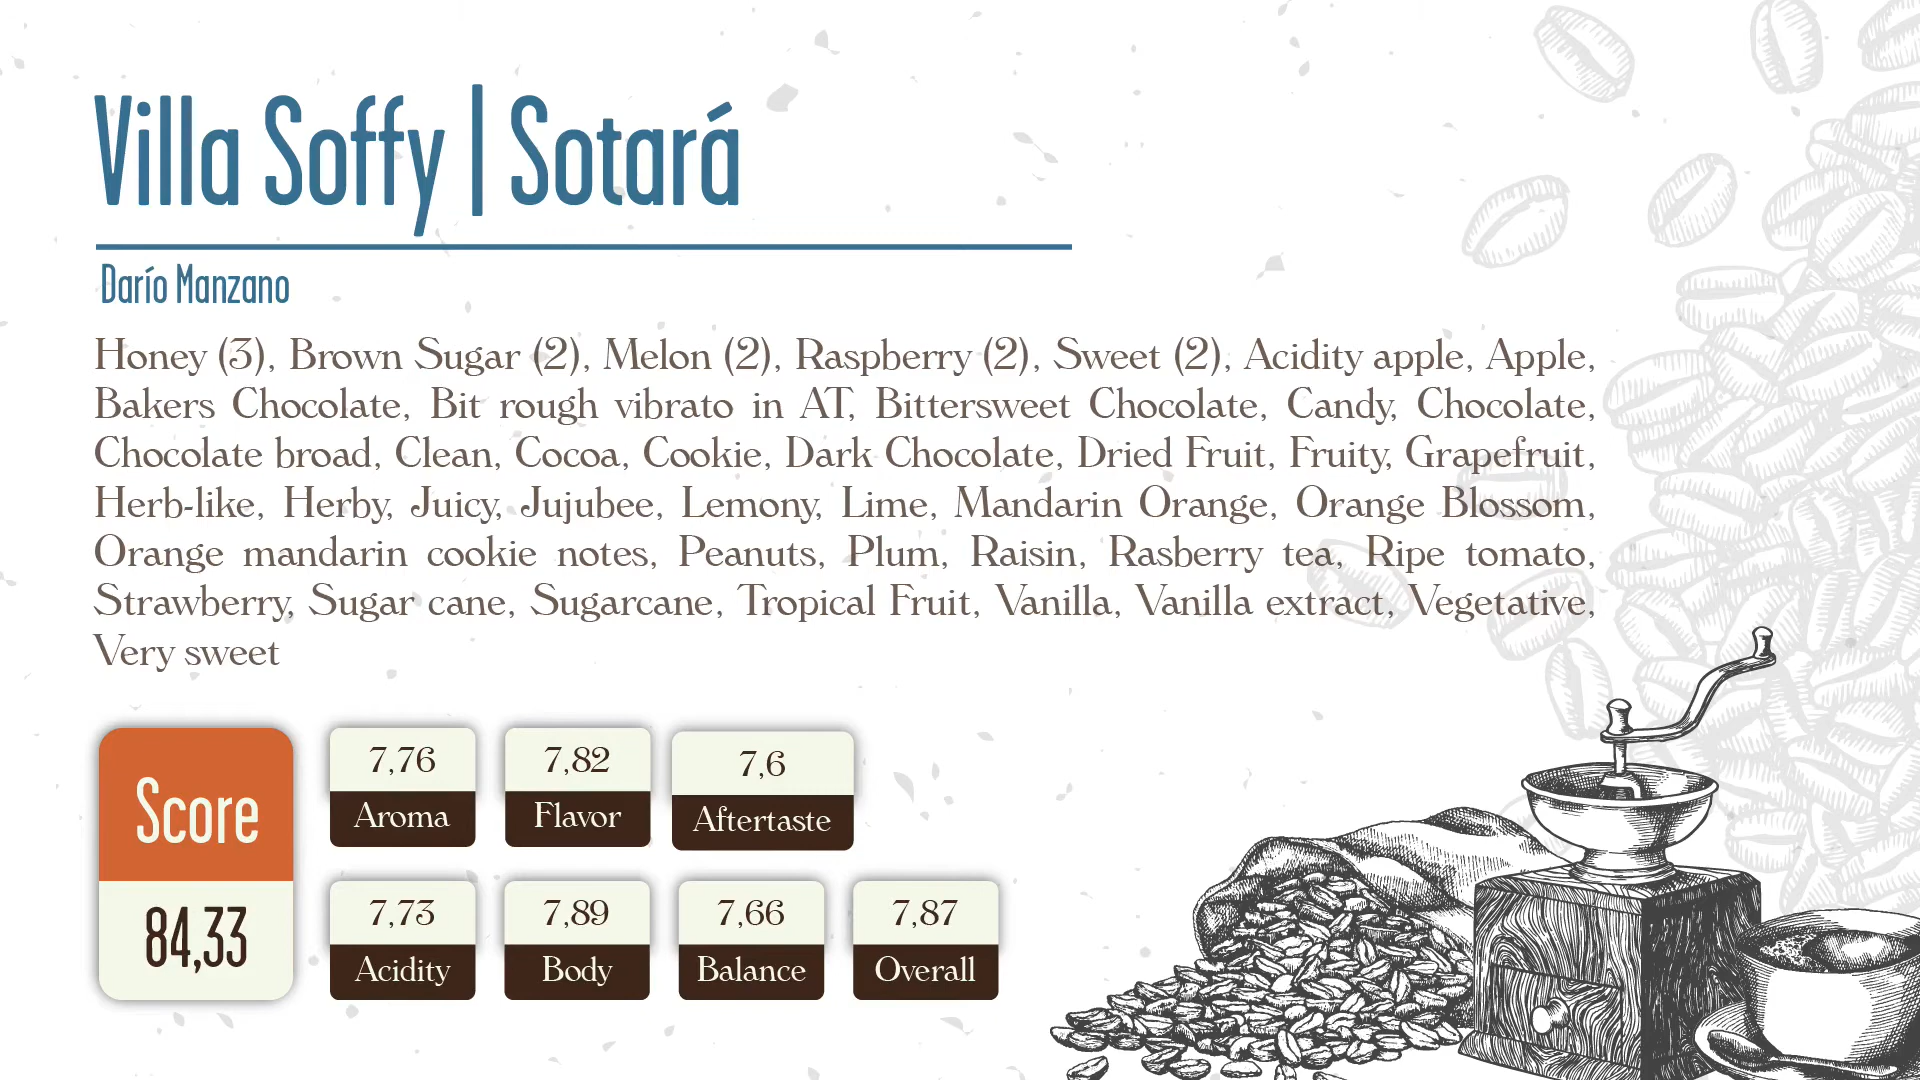 Villa Soffy | Sotará
Darío Manzano
Honey (3), Brown Sugar (2), Melon (2), Raspberry (2), Sweet (2), Acidity apple, Apple,
Bakers Chocolate, Bit rough vibrato in AT, Bittersweet Chocolate, Candy, Chocolate,
Chocolate broad, Clean, Cocoa, Cookie, Dark Chocolate, Dried Fruit, Fruity, Grapefruit,
Herb-like, Herby, Juicy, Jujubee, Lemony, Lime, Mandarin Orange, Orange Blossom,
Orange mandarin cookie notes, Peanuts, Plum, Raisin, Rasberry tea, Ripe tomato,
Strawberry, Sugar cane, Sugarcane, Tropical Fruit, Vanilla, Vanilla extract, Vegetative,
Very sweet
Score
84,33
7,76
Aroma
7,82
Flavor
7,6
Aftertaste
7,73
Acidity
7,89
Body
7,66
Balance
7,87
Overall